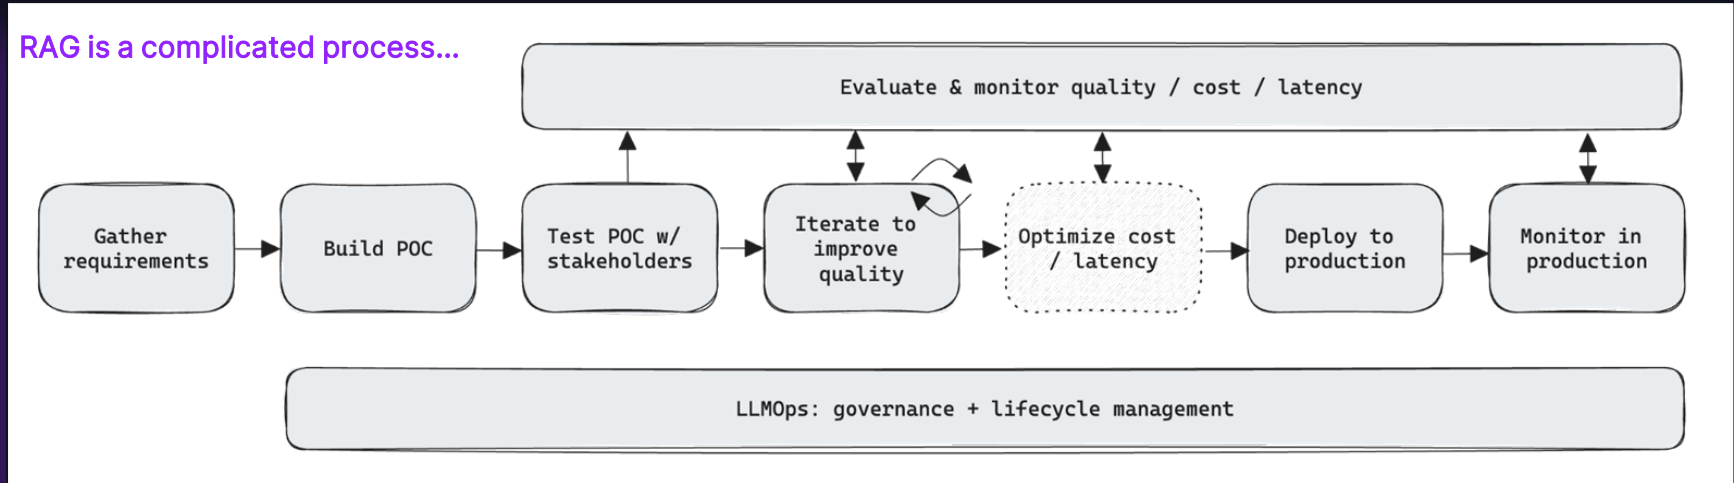 RAG is a complicated process...
Evaluate & monitor quality / cost / latency
Gather
requirements
Build POC
Test POC w/
stakeholders
Iterate to
improve
quality
Optimize cost
/ latency
Deploy to
production
Monitor in
production
LLMOps: governance + lifecycle management